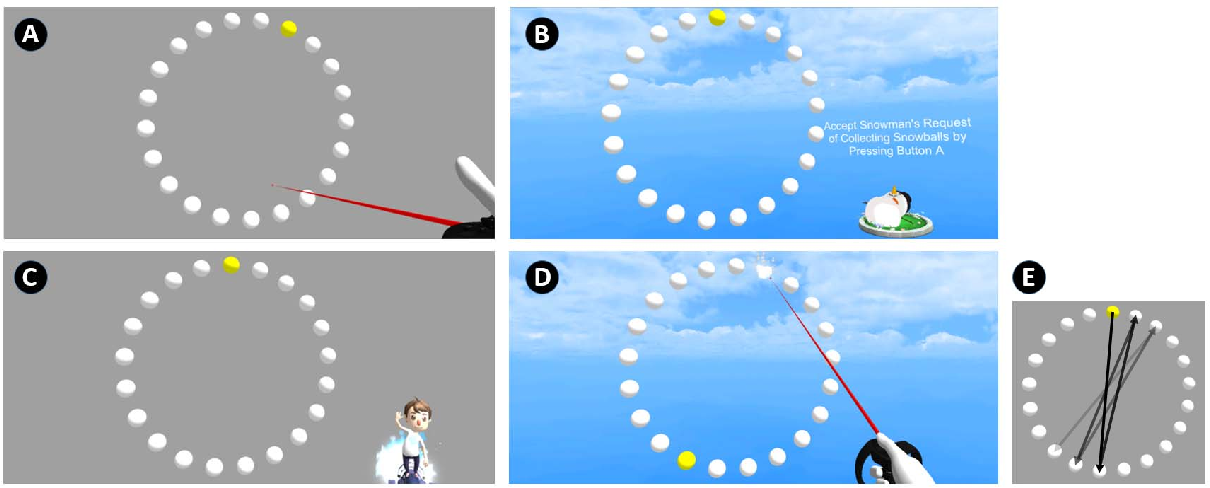 A
B
Accept Snowman's Request
of Collecting Snowballs by
Pressing Button A
C
D
E